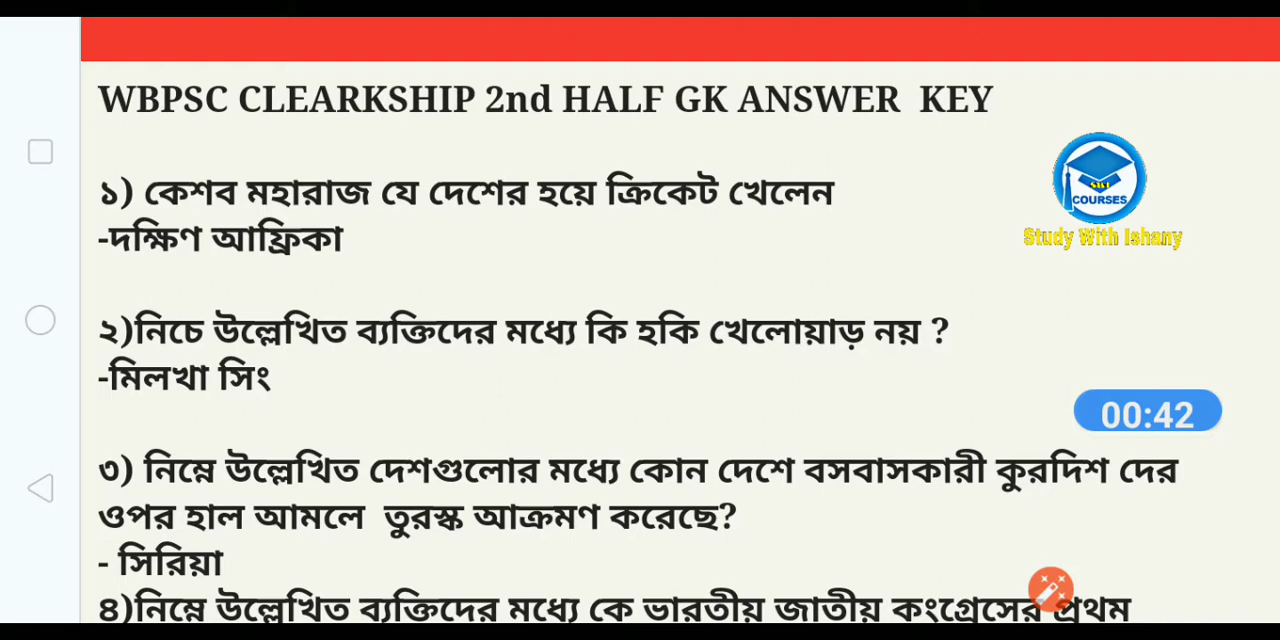 WBPSC CLEARKSHIP 2nd HALF GK ANSWER KEY
১) কেশব মহারাজ যে দেশের হয়ে ক্রিকেট খেলেন
-দক্ষিণ আফ্রিকা
COURSES
Study With Ishany
২)নিচে উল্লেখিত ব্যক্তিদের মধ্যে কি হকি খেলোয়াড় নয় ?
-মিলখা সিং
00:42
৩) নিম্নে উল্লেখিত দেশগুলোর মধ্যে কোন দেশে বসবাসকারী কুরদিশ দের
ওপর হাল আমলে তুরস্ক আক্রমণ করেছে?
- সিরিয়া
৪)নিম্নে উল্লেখিত ব্যক্তিদের মধ্যে কে ভারতীয় জাতীয় কংগ্রেসের প্রথম